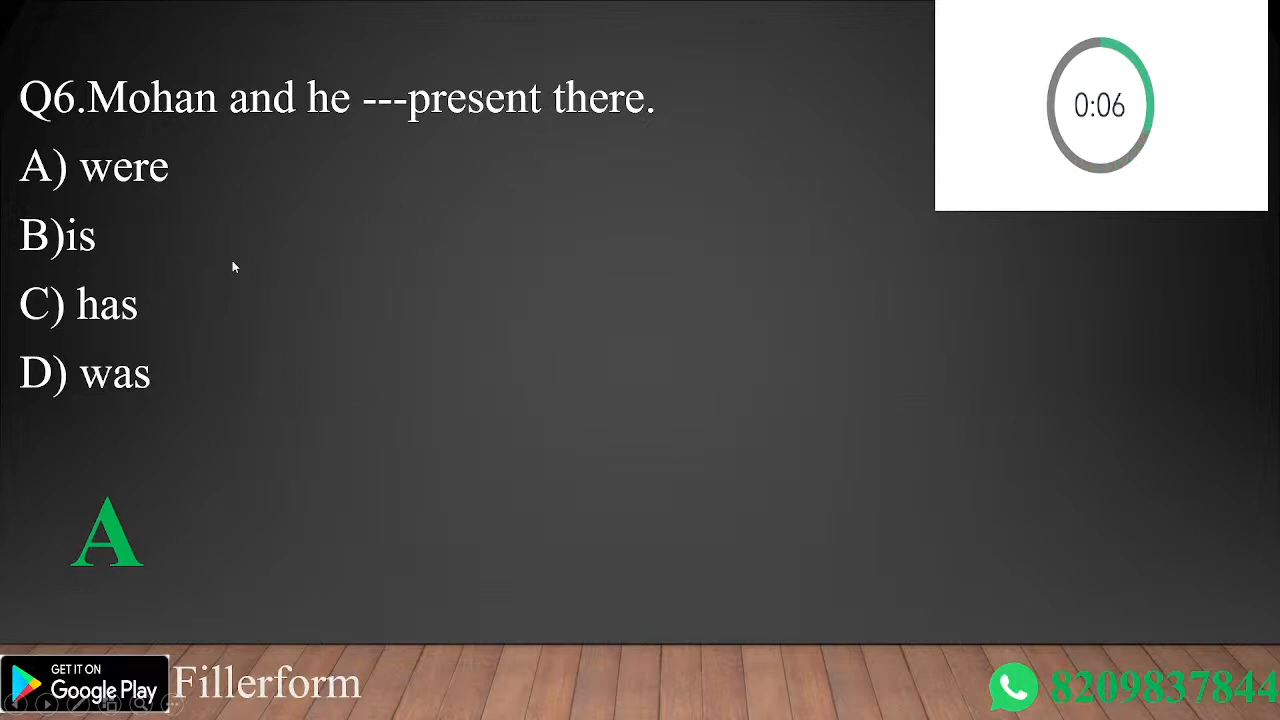 0:06
Q6.Mohan and he ---present there.
A) were
B)is
C) has
D) was
A
GET IT ON
Google Play
Fillerform
8209837844